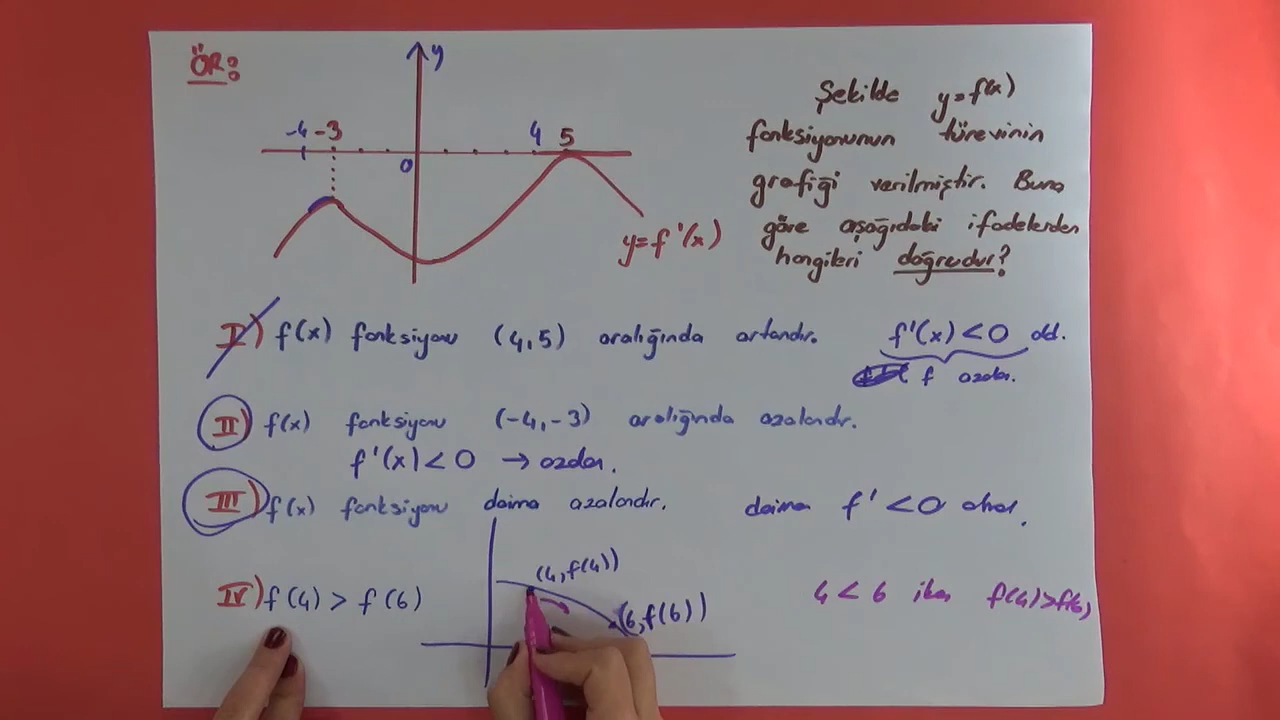 ÖR:
y
-4 -3
4 5
0
y=f'(x)
Şekilde y=f(x)
fonksiyonunun türevinin
grafiği verilmiştir. Buna
göre aşağıdaki ifadelerden
hangileri doğrudur?
I) f(x) fonksiyonu (4,5) aralığında artandır. f'(x)<0 old.
f azalan.
II) f(x) fonksiyonu (-4,-3) aralığında azalandır.
f'(x)<0 → azalan.
III) f(x) fonksiyonu daima azalandır. daima f'<0 olur.
(4,f(4))
IV) f(4) > f(6) (6,f(6)) 4 < 6 iken f(4)>f(6)